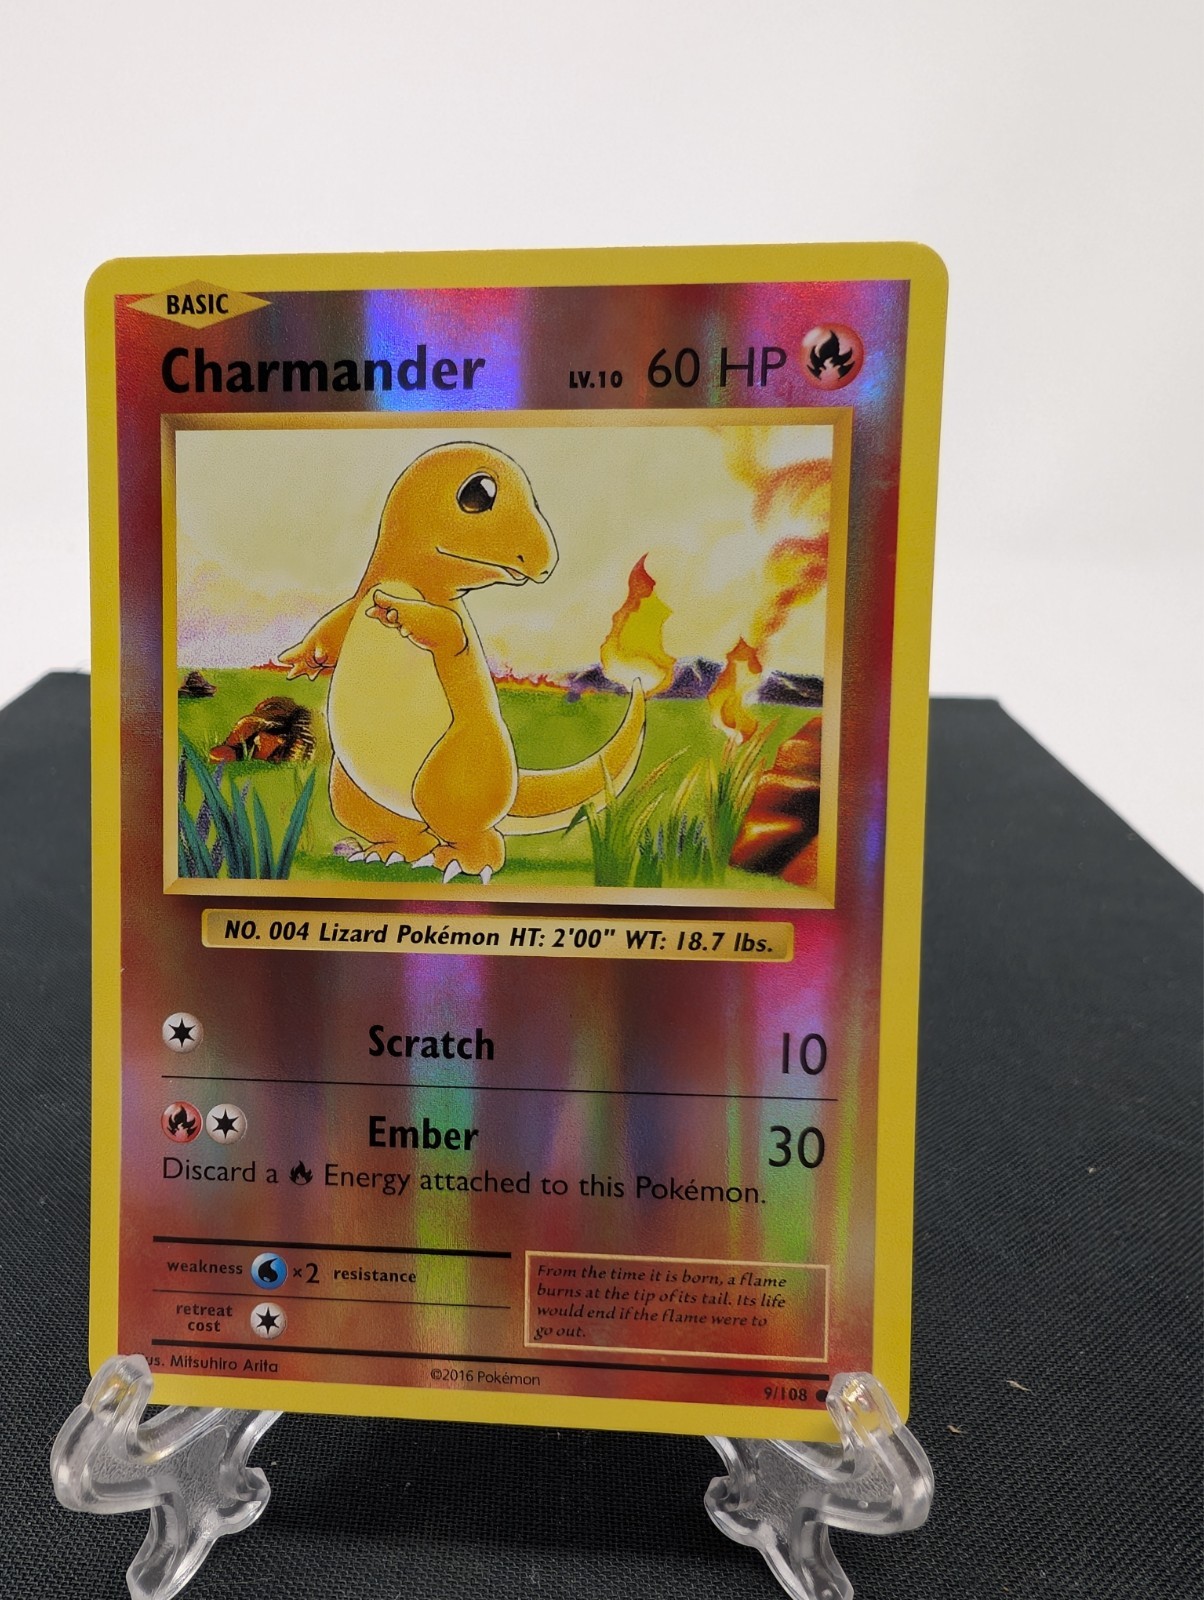 BASIC
Charmander LV.10 60 HP
NO. 004 Lizard Pokémon HT: 2'00" WT: 18.7 lbs.
Scratch 10
Ember 30
Discard a Energy attached to this Pokémon.
weakness ×2 resistance
retreat
cost
From the time it is born, a flame
burns at the tip of its tail. Its life
would end if the flame were to
go out.
us. Mitsuhiro Arita
©2016 Pokémon
9/108